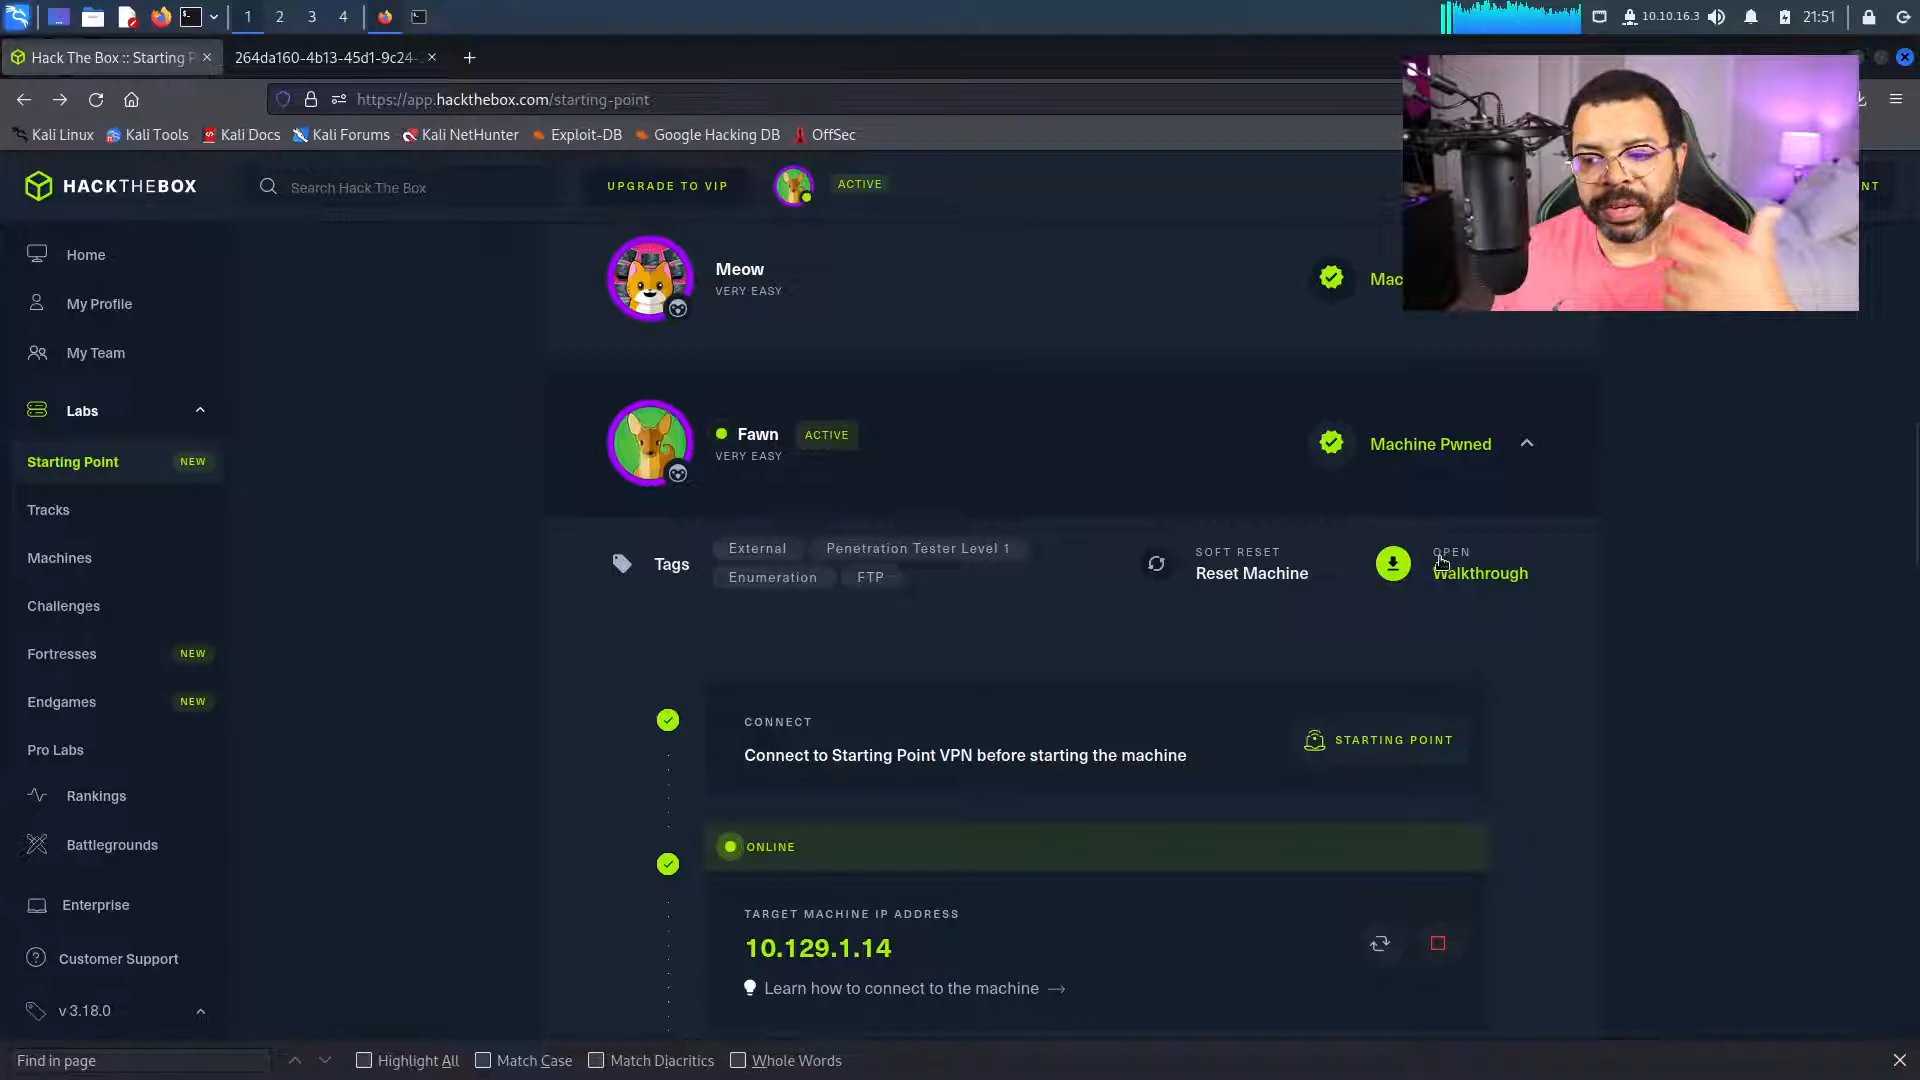 1 2 3 4 10.10.16.3 21:51
Hack The Box :: Starting P 264da160-4b13-45d1-9c24-
https://app.hackthebox.com/starting-point
Kali Linux Kali Tools Kali Docs Kali Forums Kali NetHunter Exploit-DB Google Hacking DB OffSec
HACKTHEBOX Search Hack The Box UPGRADE TO VIP ACTIVE NT
Home
My Profile
My Team
Labs
Starting Point NEW
Tracks
Machines
Challenges
Fortresses NEW
Endgames NEW
Pro Labs
Rankings
Battlegrounds
Enterprise
Customer Support
v 3.18.0
Meow
VERY EASY
Mac
Fawn ACTIVE
VERY EASY
Machine Pwned
Tags
External Penetration Tester Level 1
Enumeration FTP
SOFT RESET
Reset Machine
OPEN
Walkthrough
CONNECT
Connect to Starting Point VPN before starting the machine
STARTING POINT
ONLINE
TARGET MACHINE IP ADDRESS
10.129.1.14
Learn how to connect to the machine
Find in page Highlight All Match Case Match Diacritics Whole Words